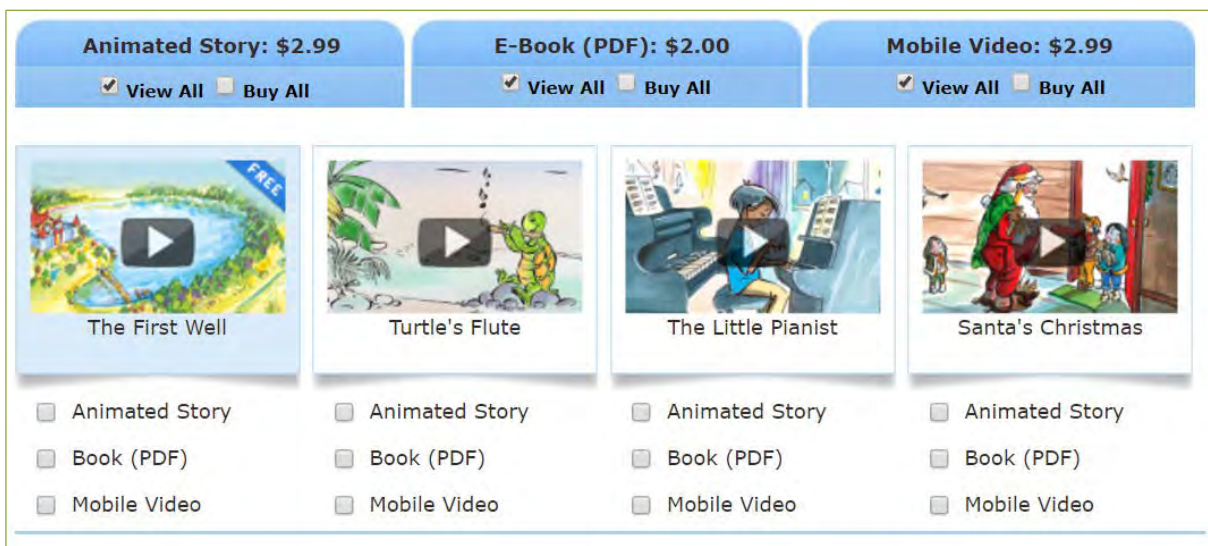 Animated Story: $2.99
View All Buy All
E-Book (PDF): $2.00
View All Buy All
Mobile Video: $2.99
View All Buy All
FREE
The First Well
Turtle's Flute
The Little Pianist
Santa's Christmas
Animated Story
Book (PDF)
Mobile Video
Animated Story
Book (PDF)
Mobile Video
Animated Story
Book (PDF)
Mobile Video
Animated Story
Book (PDF)
Mobile Video